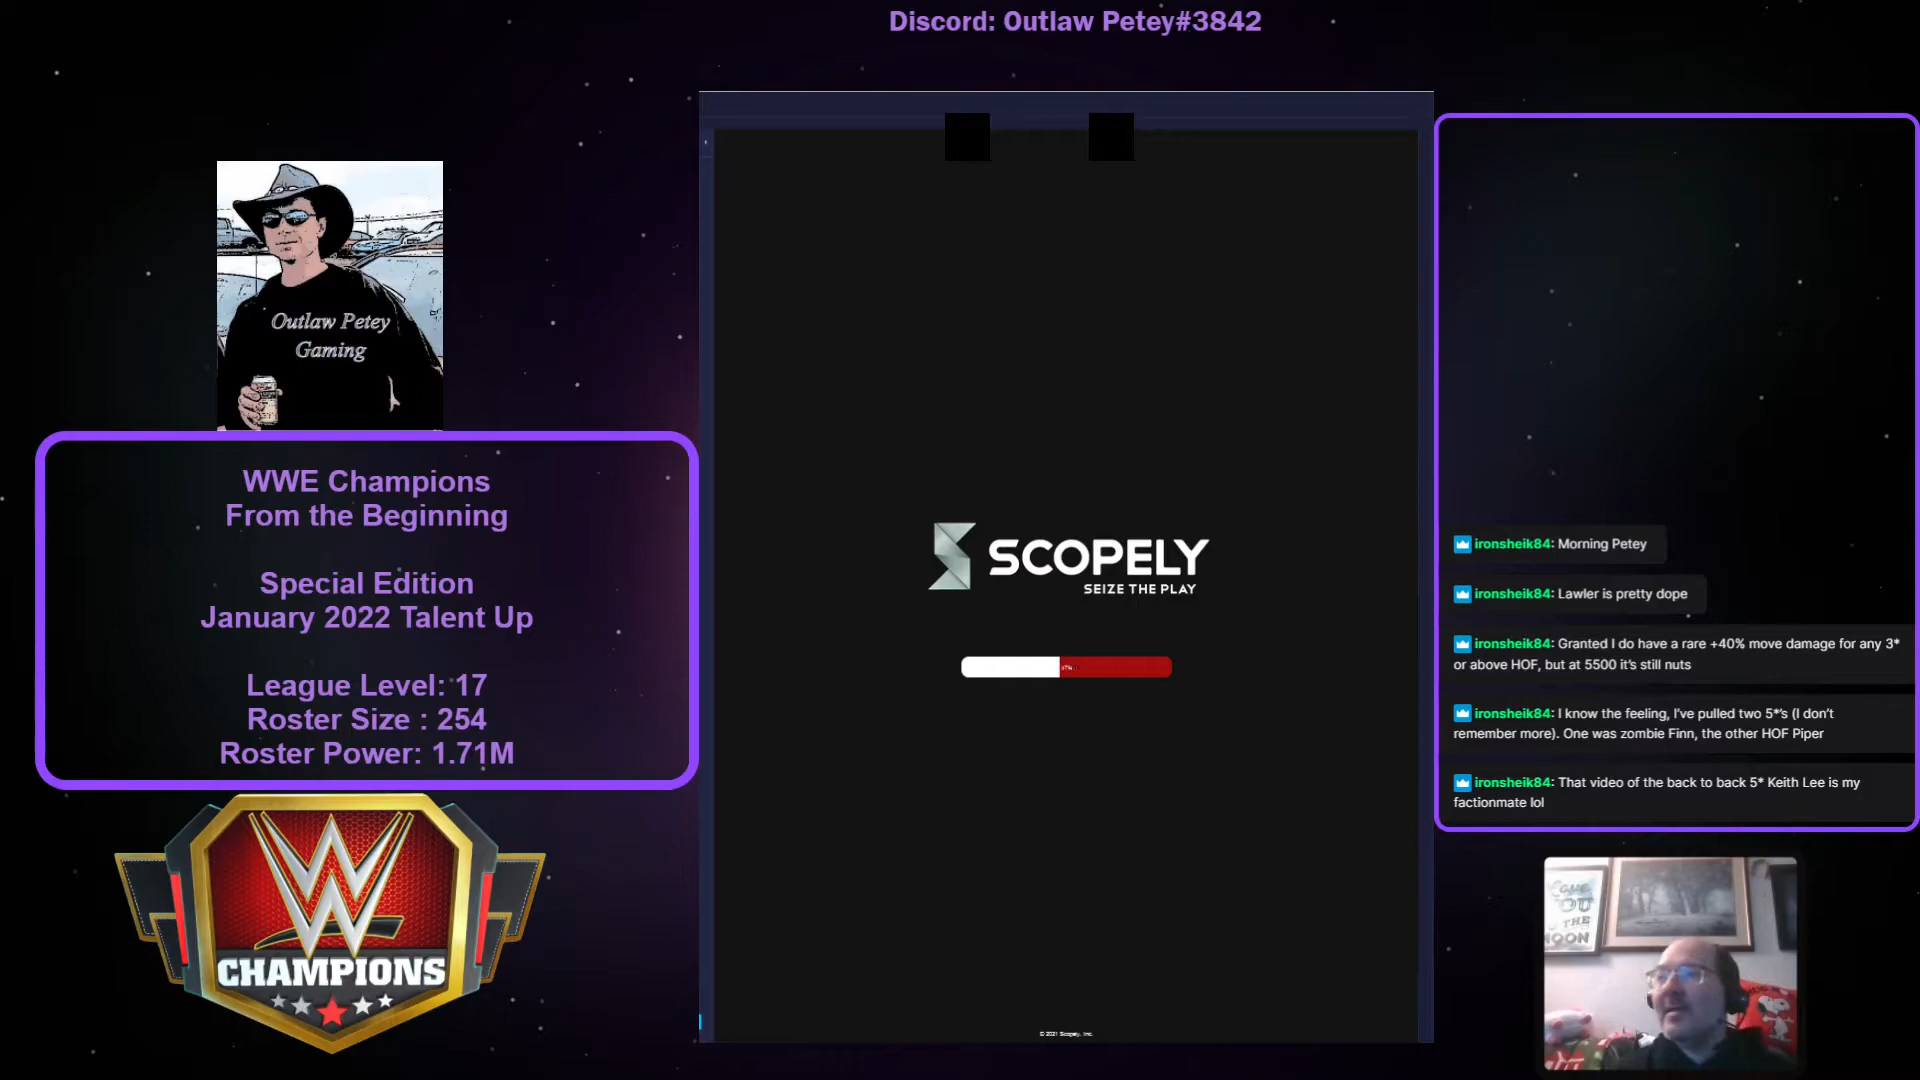 Discord: Outlaw Petey#3842
Outlaw Petey
Gaming
WWE Champions
From the Beginning
Special Edition
January 2022 Talent Up
League Level: 17
Roster Size : 254
Roster Power: 1.71M
CHAMPIONS
SCOPELY
SEIZE THE PLAY
© 2021 Scopely, Inc.
ironsheik84: Morning Petey
ironsheik84: Lawler is pretty dope
ironsheik84: Granted I do have a rare +40% move damage for any 3*
or above HOF, but at 5500 it’s still nuts
ironsheik84: I know the feeling, I’ve pulled two 5*’s (I don’t
remember more). One was zombie Finn, the other HOF Piper
ironsheik84: That video of the back to back 5* Keith Lee is my
factionmate lol
THE
MOON